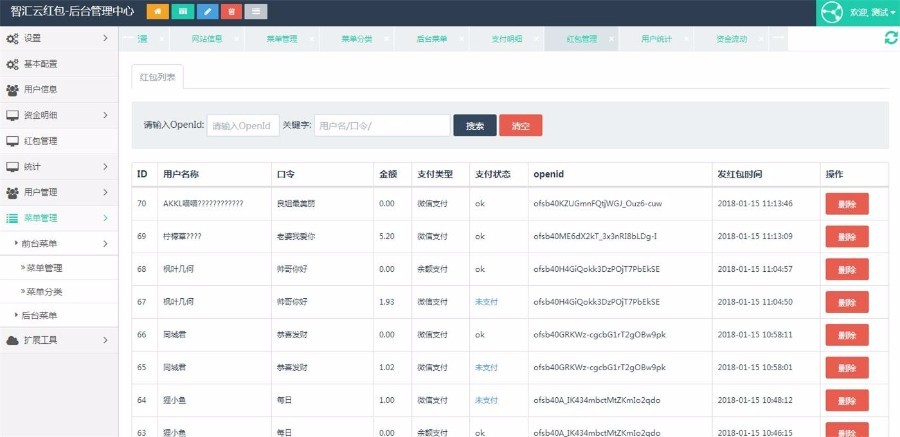 智汇云红包-后台管理中心
欢迎, 测试
网站信息 菜单管理 菜单分类 后台菜单 支付明细 红包管理 用户统计 资金流动
设置
基本配置
用户信息
资金明细
红包管理
统计
用户管理
菜单管理
前台菜单
菜单管理
菜单分类
后台菜单
扩展工具
红包列表
请输入OpenId: 请输入OpenId 关键字: 用户名/口令/ 搜索 清空
ID 用户名称 口令 金额 支付类型 支付状态 openid 发红包时间 操作
70 AKKL喵喵???????????? 良妞最美丽 0.00 微信支付 ok ofsb40KZUGmnFQtjWGJ_Ouz6-cuw 2018-01-15 11:13:46 删除
69 柠檬草???? 老婆我爱你 5.20 微信支付 ok ofsb40ME6dX2kT_3x3nRI8bLDg-I 2018-01-15 11:13:09 删除
68 枫叶几何 帅哥你好 0.00 余额支付 ok ofsb40H4GiQokk3DzPOjT7PbEkSE 2018-01-15 11:04:57 删除
67 枫叶几何 帅哥你好 1.93 微信支付 未支付 ofsb40H4GiQokk3DzPOjT7PbEkSE 2018-01-15 11:04:50 删除
66 同城君 恭喜发财 0.00 微信支付 ok ofsb40GRKWz-cgcbG1rT2gOBw9pk 2018-01-15 10:58:11 删除
65 同城君 恭喜发财 1.02 微信支付 未支付 ofsb40GRKWz-cgcbG1rT2gOBw9pk 2018-01-15 10:58:01 删除
64 狸小鱼 每日 1.00 微信支付 未支付 ofsb40A_JK434mbctMtZKmIo2qdo 2018-01-15 10:48:12 删除
63 狸小鱼 每日 0.00 余额支付 ok ofsb40A_JK434mbctMtZKmIo2qdo 2018-01-15 10:46:15 删除